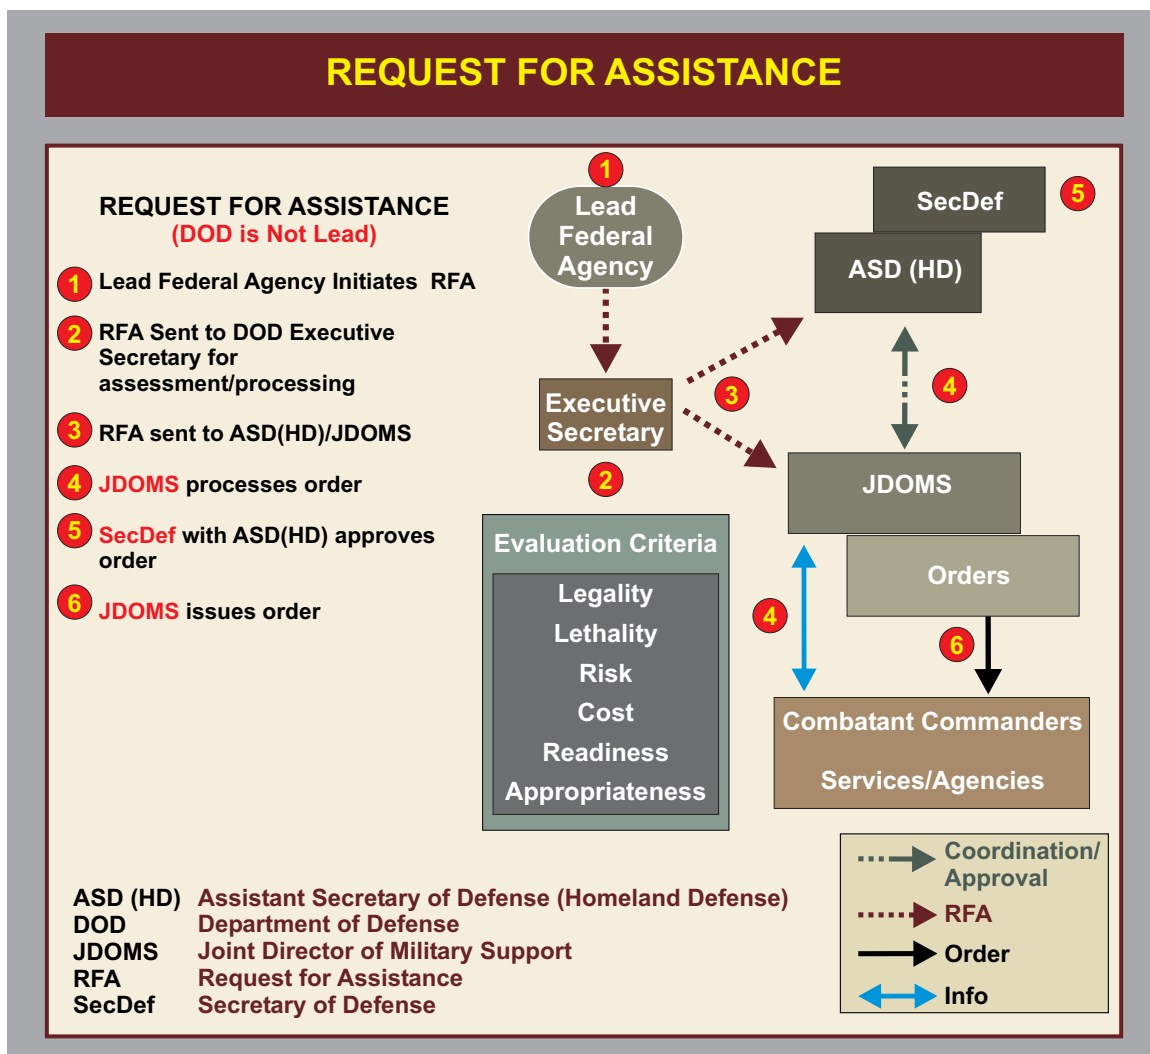 REQUEST FOR ASSISTANCE
REQUEST FOR ASSISTANCE
(DOD is Not Lead)
1 Lead Federal Agency Initiates RFA
2 RFA Sent to DOD Executive
Secretary for
assessment/processing
3 RFA sent to ASD(HD)/JDOMS
4 JDOMS processes order
5 SecDef with ASD(HD) approves
order
6 JDOMS issues order
1
Lead
Federal
Agency
SecDef
5
ASD (HD)
Executive
Secretary
3
4
2
JDOMS
Orders
Evaluation Criteria
Legality
Lethality
Risk
Cost
Readiness
Appropriateness
4
6
Combatant Commanders
Services/Agencies
Coordination/
Approval
RFA
Order
Info
ASD (HD) Assistant Secretary of Defense (Homeland Defense)
DOD Department of Defense
JDOMS Joint Director of Military Support
RFA Request for Assistance
SecDef Secretary of Defense